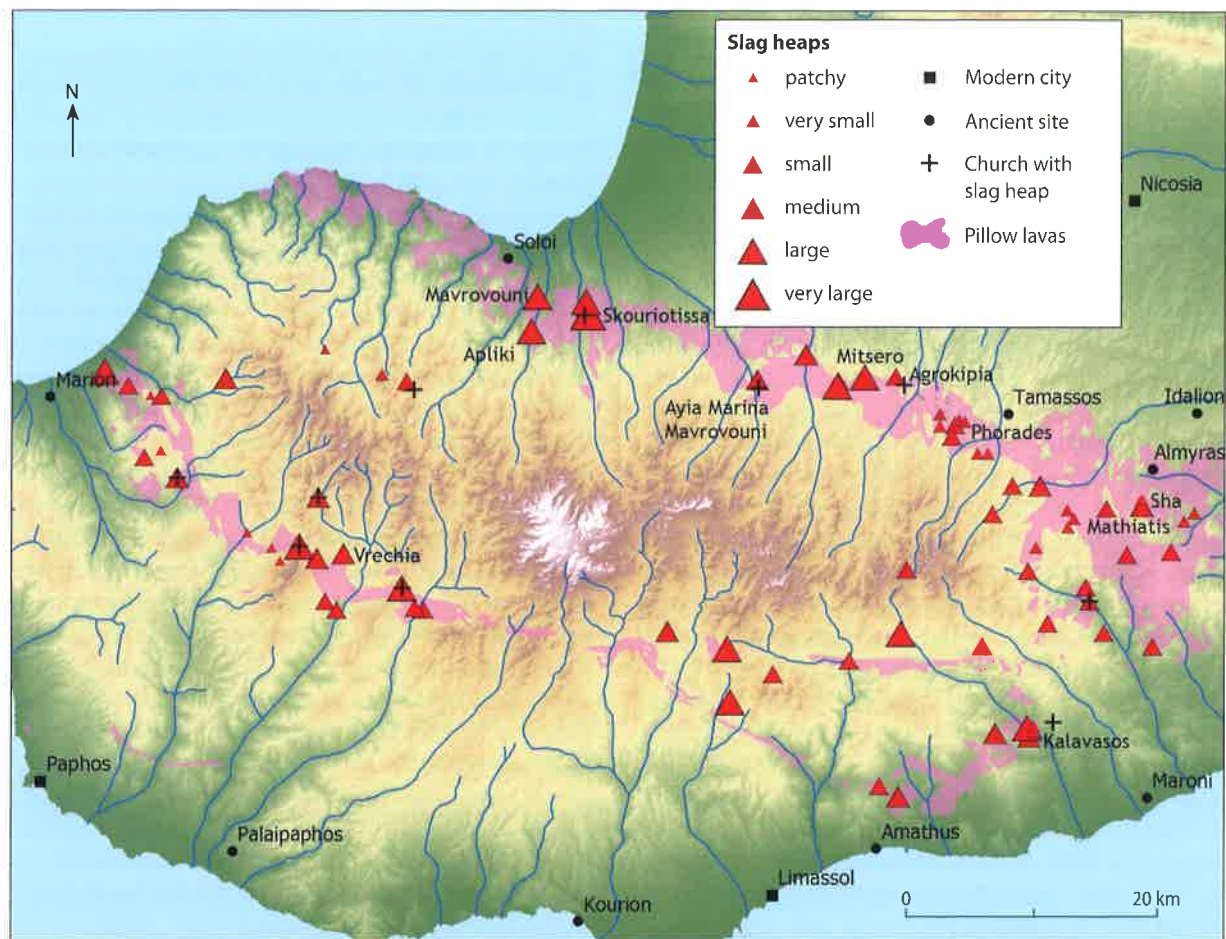 Slag heaps
patchy
very small
small
medium
large
very large
Modern city
Ancient site
Church with
slag heap
Pillow lavas
N
Nicosia
Soloi
Mavrovouni
Skouriotissa
Apliki
Mitsero
Agrokipia
Marion
Ayia Marina
Mavrovouni
Tamassos
Idalion
Phorades
Almyras
Sha
Mathiatis
Vrechia
Kalavasos
Paphos
Maroni
Palaipaphos
Amathus
Limassol
Kourion
0
20 km